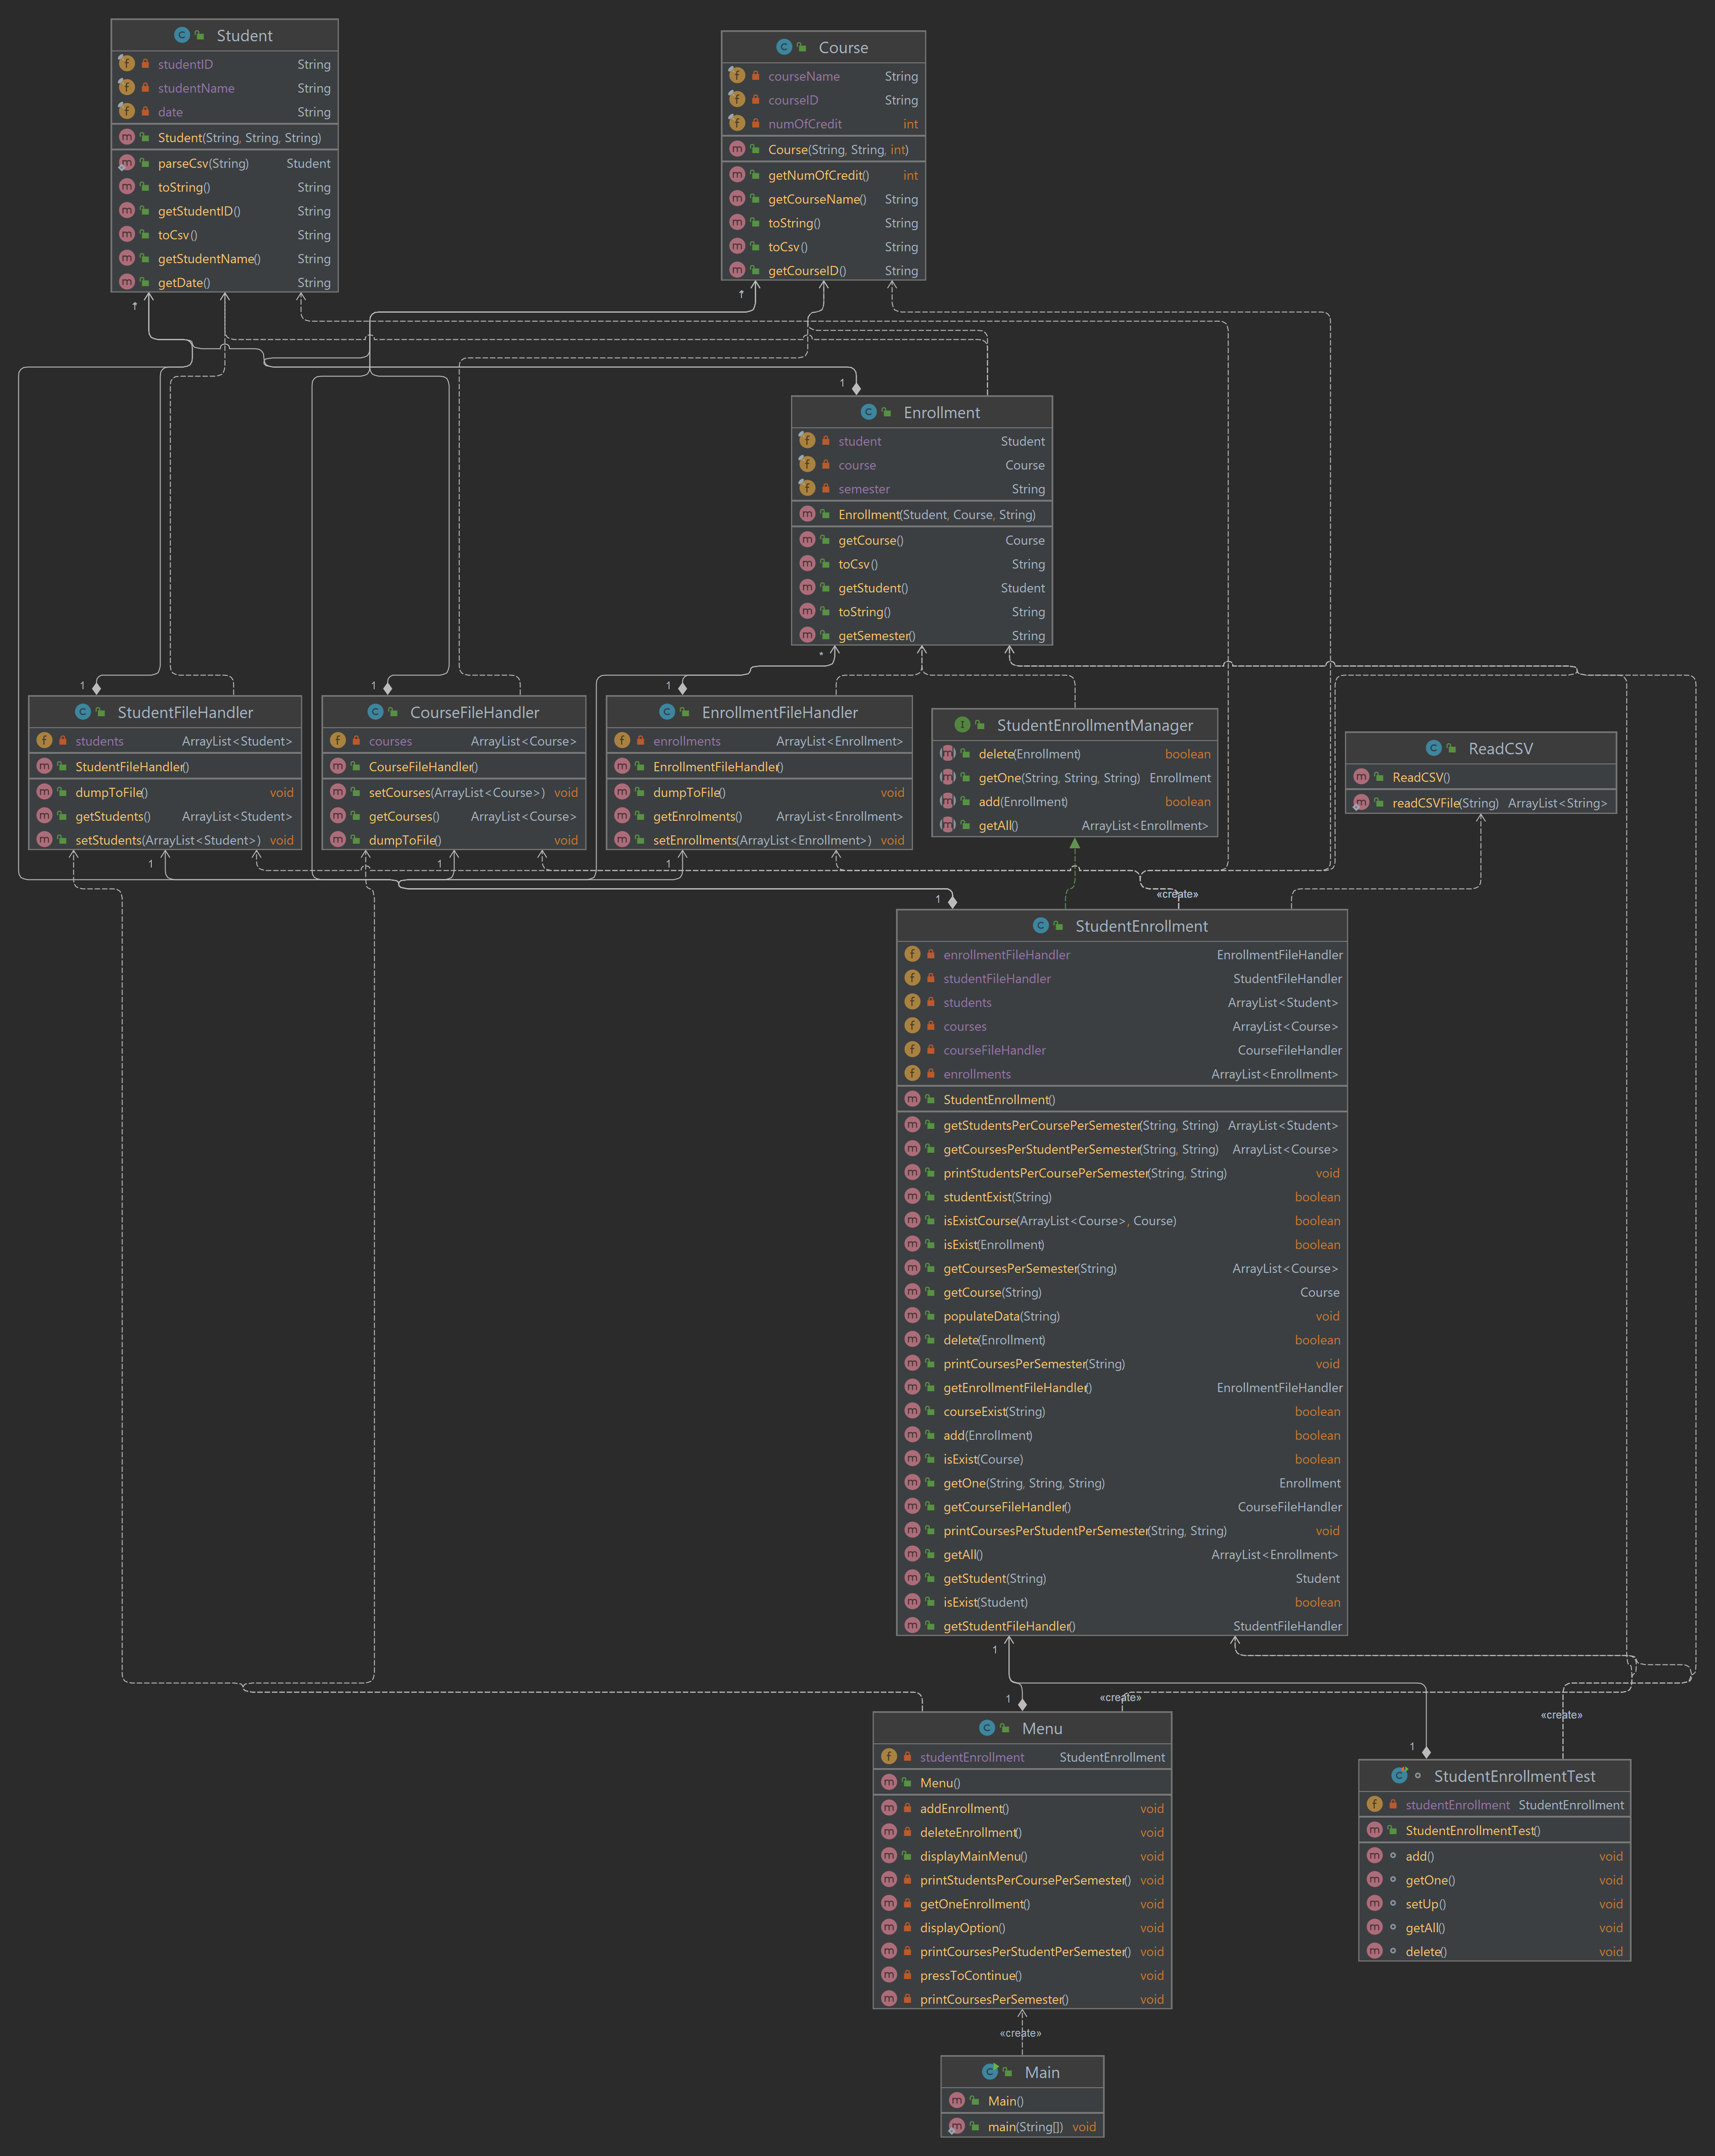 Student
studentID String
studentName String
date String
Student(String, String, String)
parseCsv(String) Student
toString() String
getStudentID() String
toCsv() String
getStudentName() String
getDate() String
Course
courseName String
courseID String
numOfCredit int
Course(String, String, int)
getNumOfCredit() int
getCourseName() String
toString() String
toCsv() String
getCourseID() String
*
*
1
Enrollment
student Student
course Course
semester String
Enrollment(Student, Course, String)
getCourse() Course
toCsv() String
getStudent() Student
toString() String
getSemester() String
*
1
1
1
StudentFileHandler
students ArrayList<Student>
StudentFileHandler()
dumpToFile() void
getStudents() ArrayList<Student>
setStudents(ArrayList<Student>) void
CourseFileHandler
courses ArrayList<Course>
CourseFileHandler()
setCourses(ArrayList<Course>) void
getCourses() ArrayList<Course>
dumpToFile() void
EnrollmentFileHandler
enrollments ArrayList<Enrollment>
EnrollmentFileHandler()
dumpToFile() void
getEnrolments() ArrayList<Enrollment>
setEnrollments(ArrayList<Enrollment>) void
StudentEnrollmentManager
delete(Enrollment) boolean
getOne(String, String, String) Enrollment
add(Enrollment) boolean
getAll() ArrayList<Enrollment>
ReadCSV
ReadCSV()
readCSVFile(String) ArrayList<String>
1
1
1
1
«create»
StudentEnrollment
enrollmentFileHandler EnrollmentFileHandler
studentFileHandler StudentFileHandler
students ArrayList<Student>
courses ArrayList<Course>
courseFileHandler CourseFileHandler
enrollments ArrayList<Enrollment>
StudentEnrollment()
getStudentsPerCoursePerSemester(String, String) ArrayList<Student>
getCoursesPerStudentPerSemester(String, String) ArrayList<Course>
printStudentsPerCoursePerSemester(String, String) void
studentExist(String) boolean
isExistCourse(ArrayList<Course>, Course) boolean
isExist(Enrollment) boolean
getCoursesPerSemester(String) ArrayList<Course>
getCourse(String) Course
populateData(String) void
delete(Enrollment) boolean
printCoursesPerSemester(String) void
getEnrollmentFileHandler() EnrollmentFileHandler
courseExist(String) boolean
add(Enrollment) boolean
isExist(Course) boolean
getOne(String, String, String) Enrollment
getCourseFileHandler() CourseFileHandler
printCoursesPerStudentPerSemester(String, String) void
getAll() ArrayList<Enrollment>
getStudent(String) Student
isExist(Student) boolean
getStudentFileHandler() StudentFileHandler
1
1
«create»
«create»
1
Menu
studentEnrollment StudentEnrollment
Menu()
addEnrollment() void
deleteEnrollment() void
displayMainMenu() void
printStudentsPerCoursePerSemester() void
getOneEnrollment() void
displayOption() void
printCoursesPerStudentPerSemester() void
pressToContinue() void
printCoursesPerSemester() void
StudentEnrollmentTest
studentEnrollment StudentEnrollment
StudentEnrollmentTest()
add() void
getOne() void
setUp() void
getAll() void
delete() void
«create»
Main
Main()
main(String[]) void